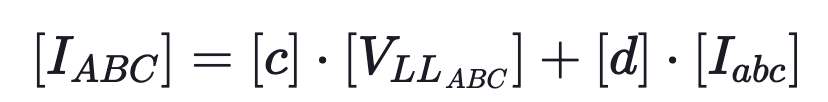 [I_{ABC}] = [c] · [V_{LL_{ABC}}] + [d] · [I_{abc}]